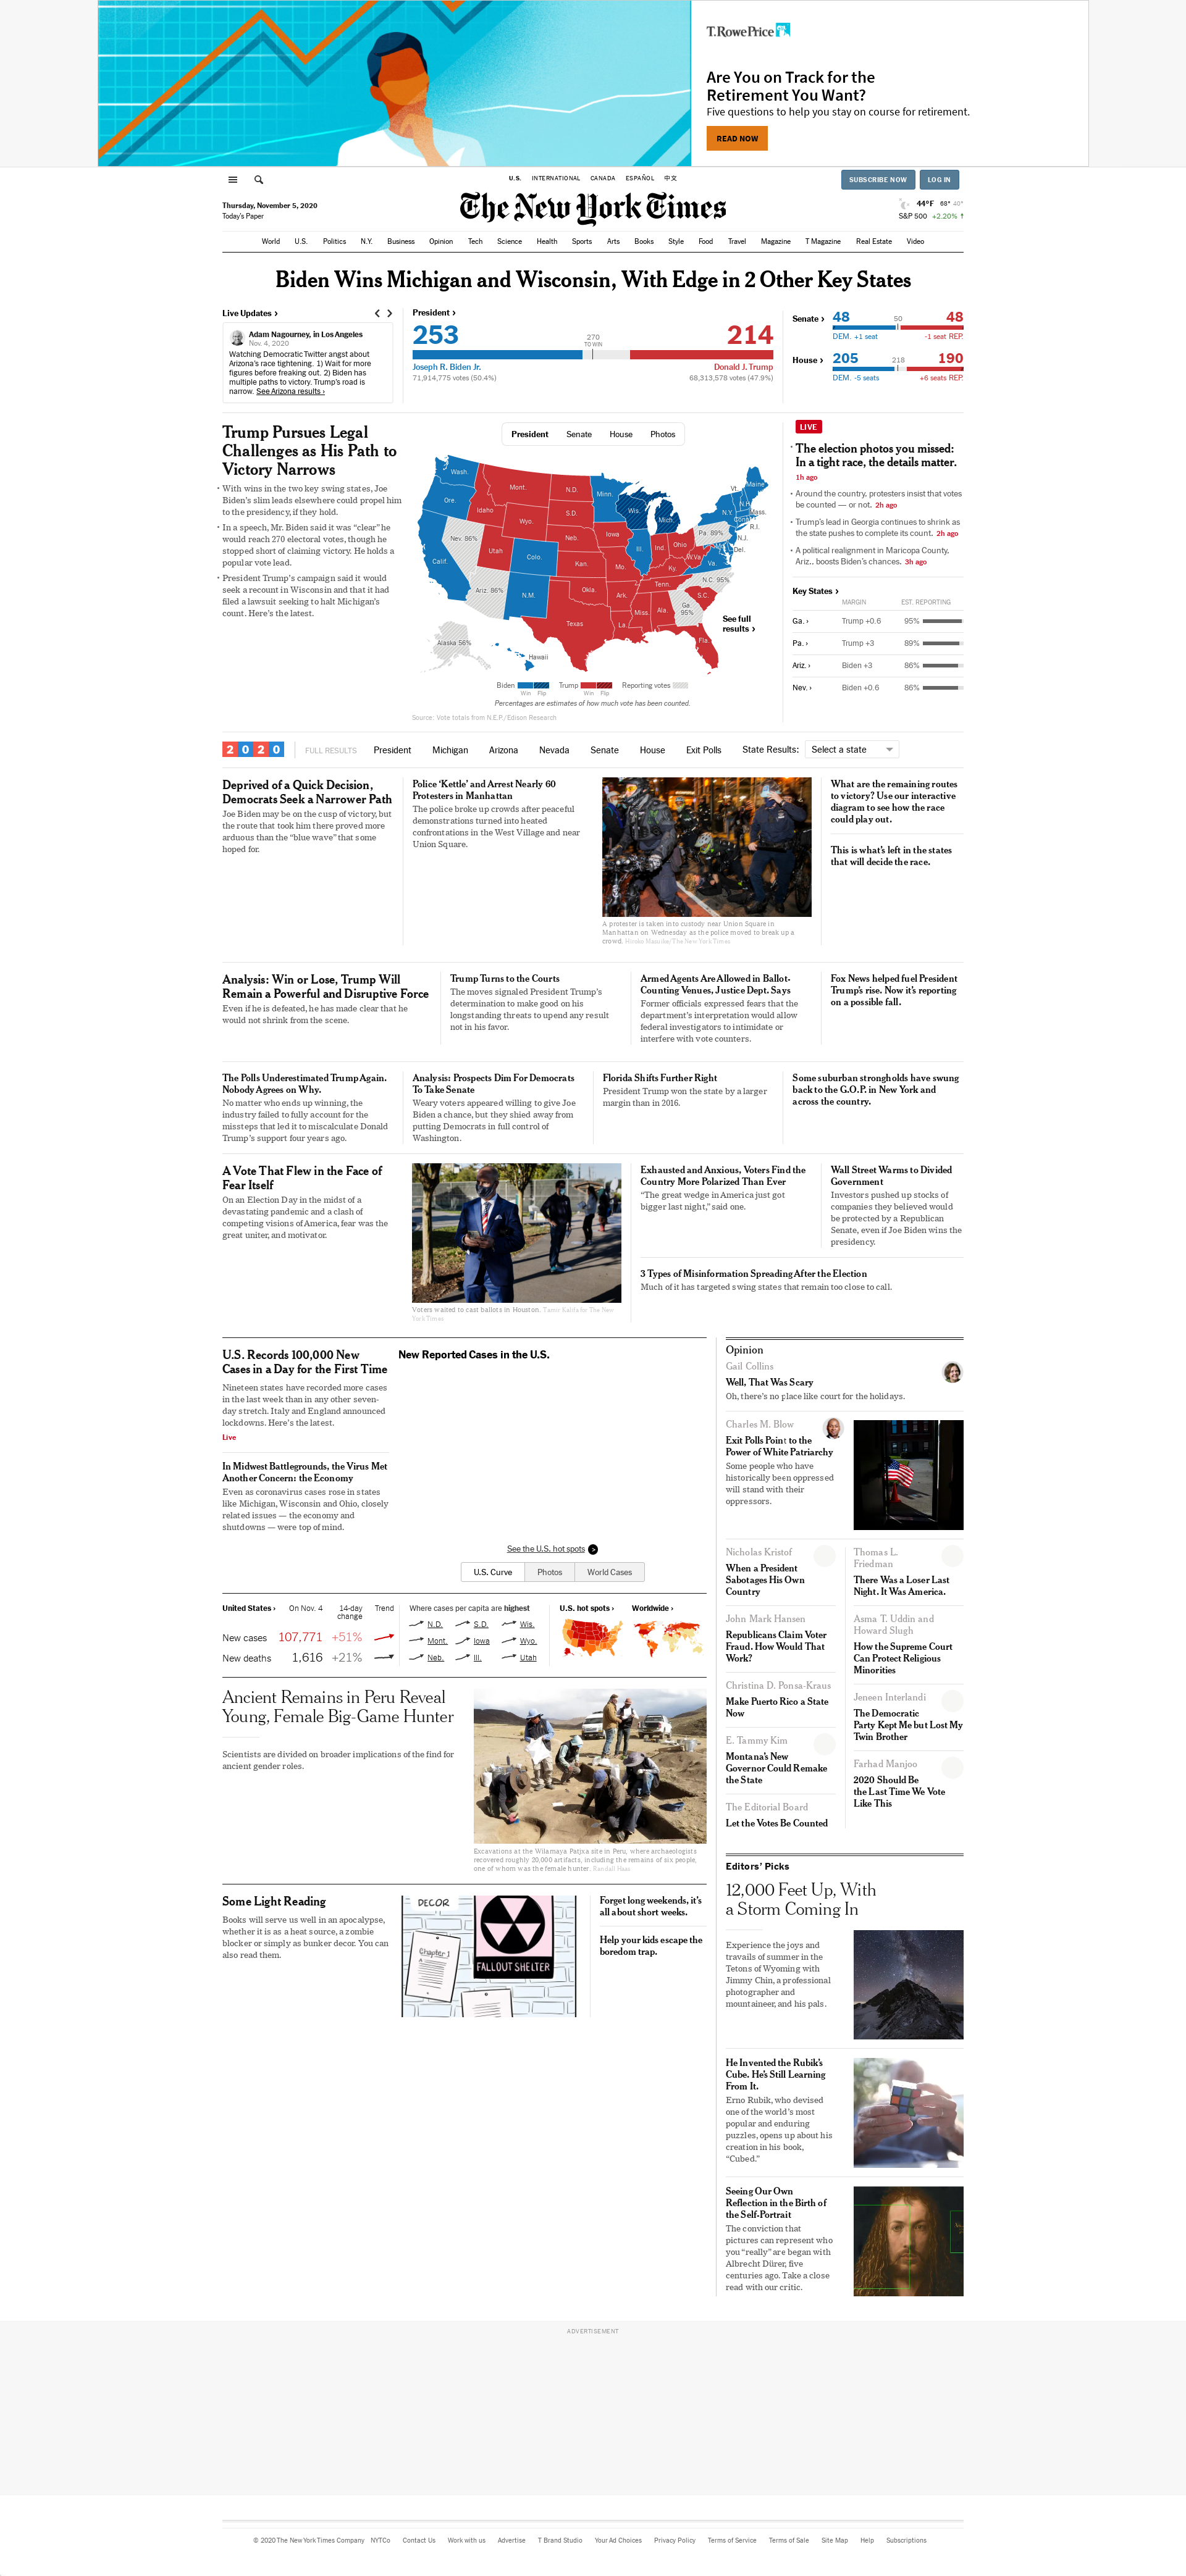 T.RowePrice
Are You on Track for the
Retirement You Want?
Five questions to help you stay on course for retirement.
READ NOW
U.S. INTERNATIONAL CANADA ESPAÑOL 中文
SUBSCRIBE NOW LOG IN
Thursday, November 5, 2020
Today's Paper
The New York Times
44°F 68° 40°
S&P 500 +2.20% ↑
World U.S. Politics N.Y. Business Opinion Tech Science Health Sports Arts Books Style Food Travel Magazine T Magazine Real Estate Video
Biden Wins Michigan and Wisconsin, With Edge in 2 Other Key States
Live Updates ›
Adam Nagourney, in Los Angeles
Nov. 4, 2020
Watching Democratic Twitter angst about
Arizona's race tightening. 1) Wait for more
figures before freaking out. 2) Biden has
multiple paths to victory. Trump's road is
narrow. See Arizona results ›
President ›
253
270
TO WIN
214
Joseph R. Biden Jr.
Donald J. Trump
71,914,775 votes (50.4%)
68,313,578 votes (47.9%)
Senate › 48 50 48
DEM. +1 seat -1 seat REP.
House › 205 218 190
DEM. -5 seats +6 seats REP.
Trump Pursues Legal
Challenges as His Path to
Victory Narrows
• With wins in the two key swing states, Joe
Biden's slim leads elsewhere could propel him
to the presidency, if they hold.
• In a speech, Mr. Biden said it was "clear" he
would reach 270 electoral votes, though he
stopped short of claiming victory. He holds a
popular vote lead.
• President Trump's campaign said it would
seek a recount in Wisconsin and that it had
filed a lawsuit seeking to halt Michigan's
count. Here's the latest.
President Senate House Photos
Wash.
Ore.
Calif.
Nev. 86%
Idaho
Mont.
Wyo.
Utah
Ariz. 86%
Colo.
N.M.
N.D.
S.D.
Neb.
Kan.
Okla.
Texas
Minn.
Iowa
Mo.
Ark.
La.
Wis.
Ill.
Mich.
Ind.
Ohio
Ky.
Tenn.
Miss.
Ala.
Ga.
95%
Fla.
S.C.
N.C. 95%
Va.
W.Va.
Pa. 89%
N.Y.
Vt.
N.H.
Maine
Mass.
R.I.
Conn.
N.J.
Del.
Alaska 56%
Hawaii
See full
results ›
Biden Trump Reporting votes
Win Flip Win Flip
Percentages are estimates of how much vote has been counted.
Source: Vote totals from N.E.P./Edison Research
LIVE
• The election photos you missed:
In a tight race, the details matter.
1h ago
• Around the country, protesters insist that votes
be counted — or not. 2h ago
• Trump's lead in Georgia continues to shrink as
the state pushes to complete its count. 2h ago
• A political realignment in Maricopa County,
Ariz., boosts Biden's chances. 3h ago
Key States ›
MARGIN EST. REPORTING
Ga. › Trump +0.6 95%
Pa. › Trump +3 89%
Ariz. › Biden +3 86%
Nev. › Biden +0.6 86%
2020 FULL RESULTS President Michigan Arizona Nevada Senate House Exit Polls State Results: Select a state
Deprived of a Quick Decision,
Democrats Seek a Narrower Path
Joe Biden may be on the cusp of victory, but
the route that took him there proved more
arduous than the "blue wave" that some
hoped for.
Police 'Kettle' and Arrest Nearly 60
Protesters in Manhattan
The police broke up crowds after peaceful
demonstrations turned into heated
confrontations in the West Village and near
Union Square.
A protester is taken into custody near Union Square in
Manhattan on Wednesday as the police moved to break up a
crowd. Hiroko Masuike/The New York Times
What are the remaining routes
to victory? Use our interactive
diagram to see how the race
could play out.
This is what's left in the states
that will decide the race.
Analysis: Win or Lose, Trump Will
Remain a Powerful and Disruptive Force
Even if he is defeated, he has made clear that he
would not shrink from the scene.
Trump Turns to the Courts
The moves signaled President Trump's
determination to make good on his
longstanding threats to upend any result
not in his favor.
Armed Agents Are Allowed in Ballot-
Counting Venues, Justice Dept. Says
Former officials expressed fears that the
department's interpretation would allow
federal investigators to intimidate or
interfere with vote counters.
Fox News helped fuel President
Trump's rise. Now it's reporting
on a possible fall.
The Polls Underestimated Trump Again.
Nobody Agrees on Why.
No matter who ends up winning, the
industry failed to fully account for the
missteps that led it to miscalculate Donald
Trump's support four years ago.
Analysis: Prospects Dim For Democrats
To Take Senate
Weary voters appeared willing to give Joe
Biden a chance, but they shied away from
putting Democrats in full control of
Washington.
Florida Shifts Further Right
President Trump won the state by a larger
margin than in 2016.
Some suburban strongholds have swung
back to the G.O.P. in New York and
across the country.
A Vote That Flew in the Face of
Fear Itself
On an Election Day in the midst of a
devastating pandemic and a clash of
competing visions of America, fear was the
great uniter, and motivator.
Voters waited to cast ballots in Houston. Tamir Kalifa for The New
York Times
Exhausted and Anxious, Voters Find the
Country More Polarized Than Ever
"The great wedge in America just got
bigger last night," said one.
Wall Street Warms to Divided
Government
Investors pushed up stocks of
companies they believed would
be protected by a Republican
Senate, even if Joe Biden wins the
presidency.
3 Types of Misinformation Spreading After the Election
Much of it has targeted swing states that remain too close to call.
U.S. Records 100,000 New
Cases in a Day for the First Time
Nineteen states have recorded more cases
in the last week than in any other seven-
day stretch. Italy and England announced
lockdowns. Here's the latest.
Live
In Midwest Battlegrounds, the Virus Met
Another Concern: the Economy
Even as coronavirus cases rose in states
like Michigan, Wisconsin and Ohio, closely
related issues — the economy and
shutdowns — were top of mind.
New Reported Cases in the U.S.
See the U.S. hot spots >
U.S. Curve Photos World Cases
United States › On Nov. 4 14-day
change Trend
New cases 107,771 +51%
New deaths 1,616 +21%
Where cases per capita are highest
N.D. S.D. Wis.
Mont. Iowa Wyo.
Neb. Ill. Utah
U.S. hot spots › Worldwide ›
Ancient Remains in Peru Reveal
Young, Female Big-Game Hunter
Scientists are divided on broader implications of the find for
ancient gender roles.
Excavations at the Wilamaya Patjxa site in Peru, where archaeologists
recovered roughly 20,000 artifacts, including the remains of six people,
one of whom was the female hunter. Randall Haas
Some Light Reading
Books will serve us well in an apocalypse,
whether it is as a heat source, a zombie
blocker or simply as bunker decor. You can
also read them.
DECOR
Chapter 1
FALLOUT SHELTER
Forget long weekends, it's
all about short weeks.
Help your kids escape the
boredom trap.
Opinion
Gail Collins
Well, That Was Scary
Oh, there's no place like court for the holidays.
Charles M. Blow
Exit Polls Point to the
Power of White Patriarchy
Some people who have
historically been oppressed
will stand with their
oppressors.
Nicholas Kristof
When a President
Sabotages His Own
Country
John Mark Hansen
Republicans Claim Voter
Fraud. How Would That
Work?
Christina D. Ponsa-Kraus
Make Puerto Rico a State
Now
E. Tammy Kim
Montana's New
Governor Could Remake
the State
The Editorial Board
Let the Votes Be Counted
Thomas L.
Friedman
There Was a Loser Last
Night. It Was America.
Asma T. Uddin and
Howard Slugh
How the Supreme Court
Can Protect Religious
Minorities
Jeneen Interlandi
The Democratic
Party Kept Me but Lost My
Twin Brother
Farhad Manjoo
2020 Should Be
the Last Time We Vote
Like This
Editors' Picks
12,000 Feet Up, With
a Storm Coming In
Experience the joys and
travails of summer in the
Tetons of Wyoming with
Jimmy Chin, a professional
photographer and
mountaineer, and his pals.
He Invented the Rubik's
Cube. He's Still Learning
From It.
Erno Rubik, who devised
one of the world's most
popular and enduring
puzzles, opens up about his
creation in his book,
"Cubed."
Seeing Our Own
Reflection in the Birth of
the Self-Portrait
The conviction that
pictures can represent who
you "really" are began with
Albrecht Dürer, five
centuries ago. Take a close
read with our critic.
ADVERTISEMENT
© 2020 The New York Times Company NYTCo Contact Us Work with us Advertise T Brand Studio Your Ad Choices Privacy Policy Terms of Service Terms of Sale Site Map Help Subscriptions